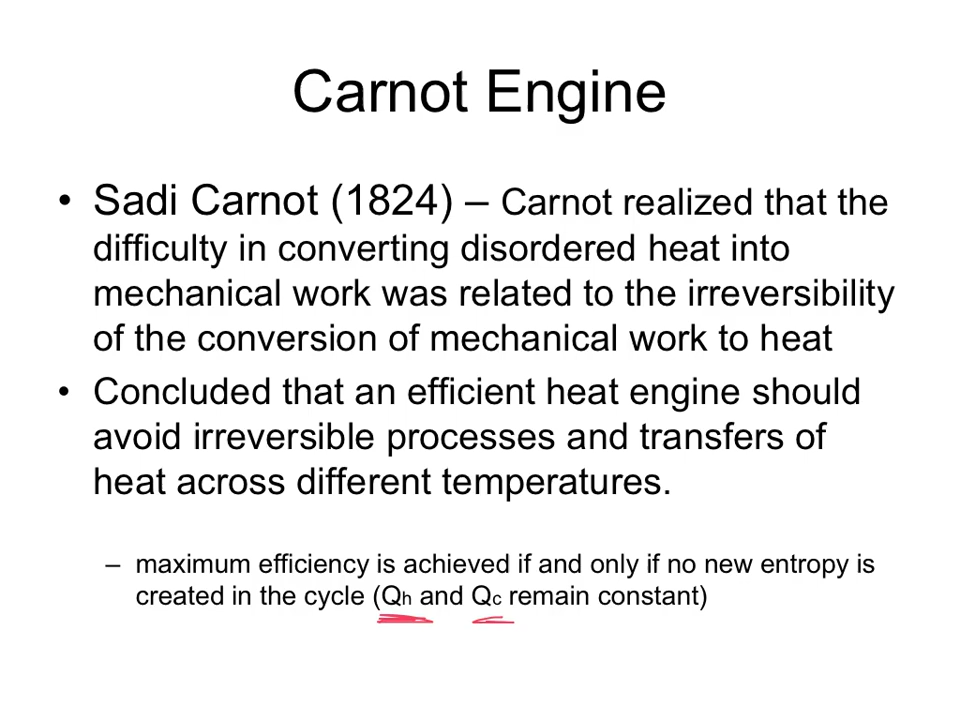 Carnot Engine
• Sadi Carnot (1824) – Carnot realized that the
difficulty in converting disordered heat into
mechanical work was related to the irreversibility
of the conversion of mechanical work to heat
• Concluded that an efficient heat engine should
avoid irreversible processes and transfers of
heat across different temperatures.
– maximum efficiency is achieved if and only if no new entropy is
created in the cycle (Qh and Qc remain constant)